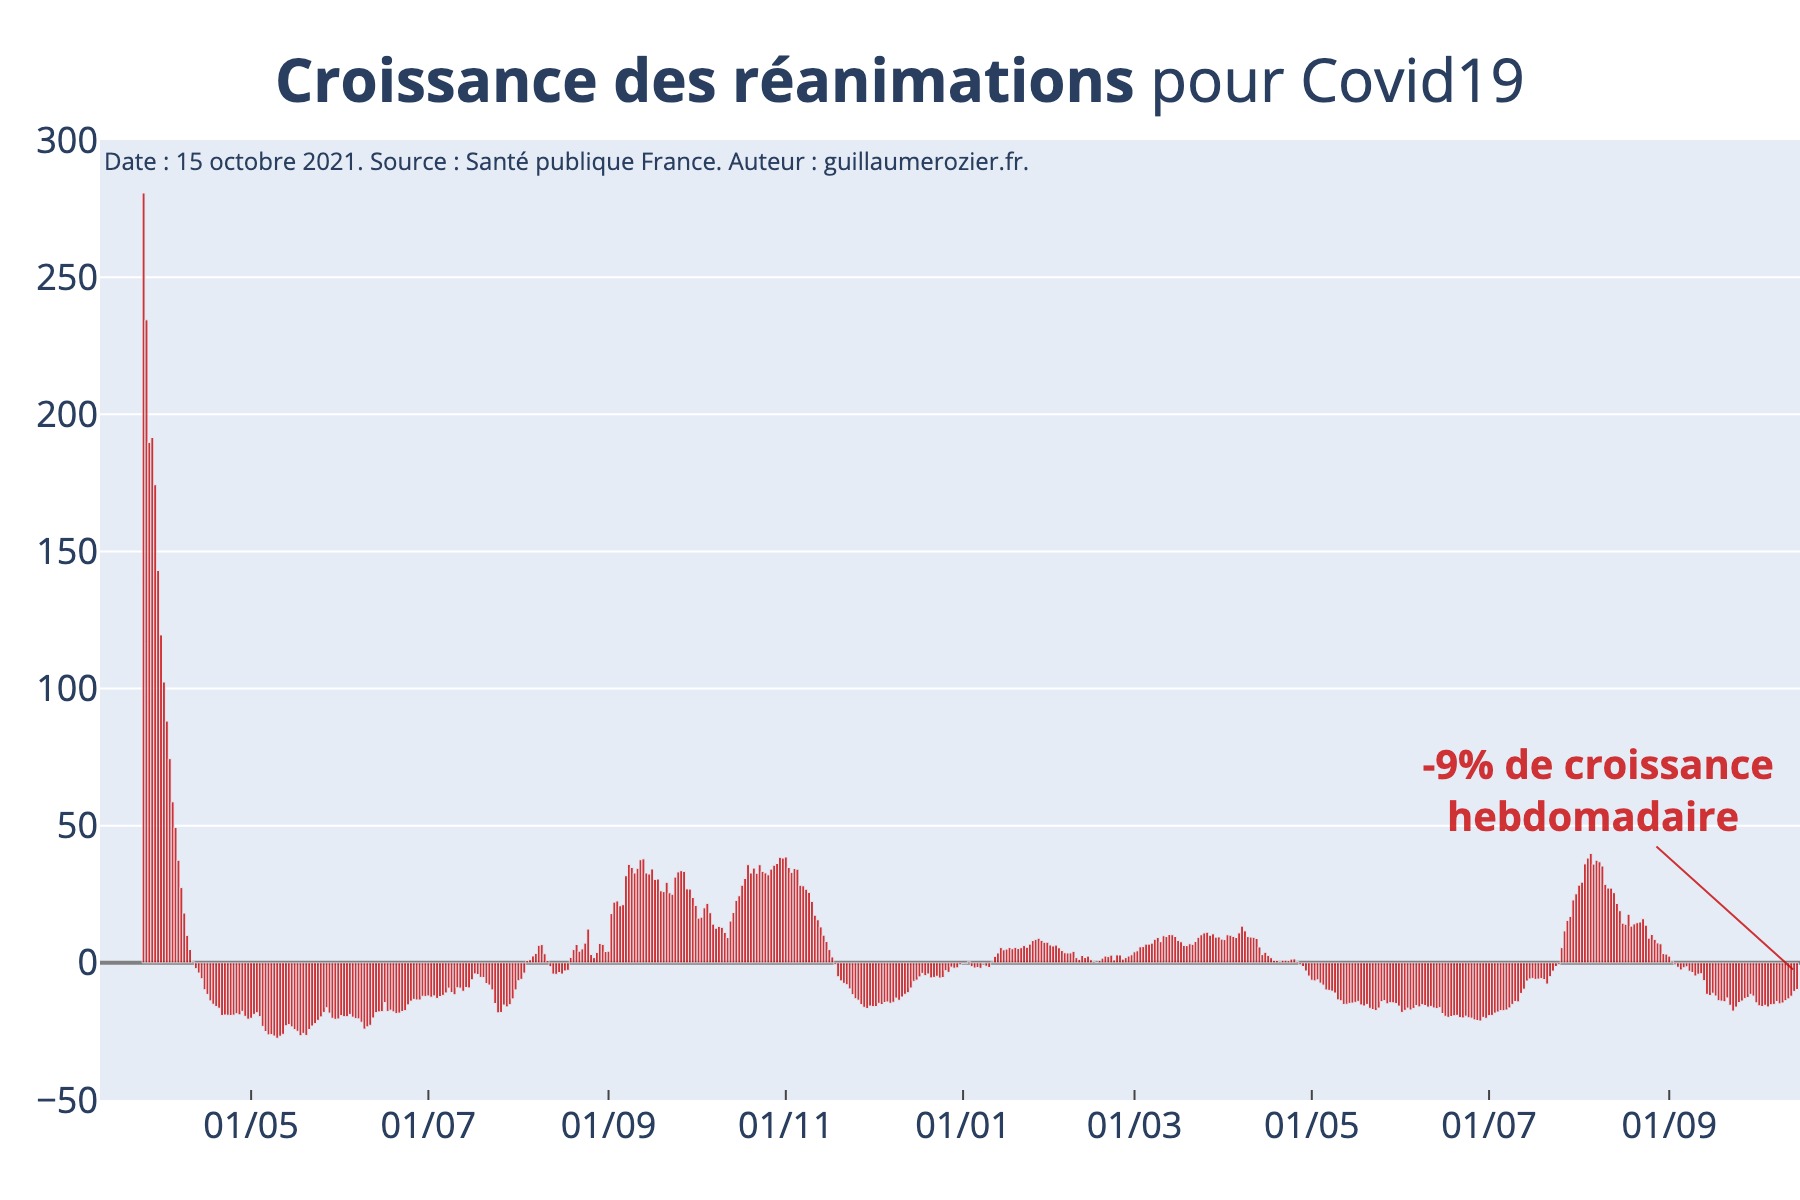 Croissance des réanimations pour Covid19
300
Date : 15 octobre 2021. Source : Santé publique France. Auteur : guillaumerozier.fr.
250
200
150
100
-9% de croissance
hebdomadaire
50
0
−50
01/05 01/07 01/09 01/11 01/01 01/03 01/05 01/07 01/09